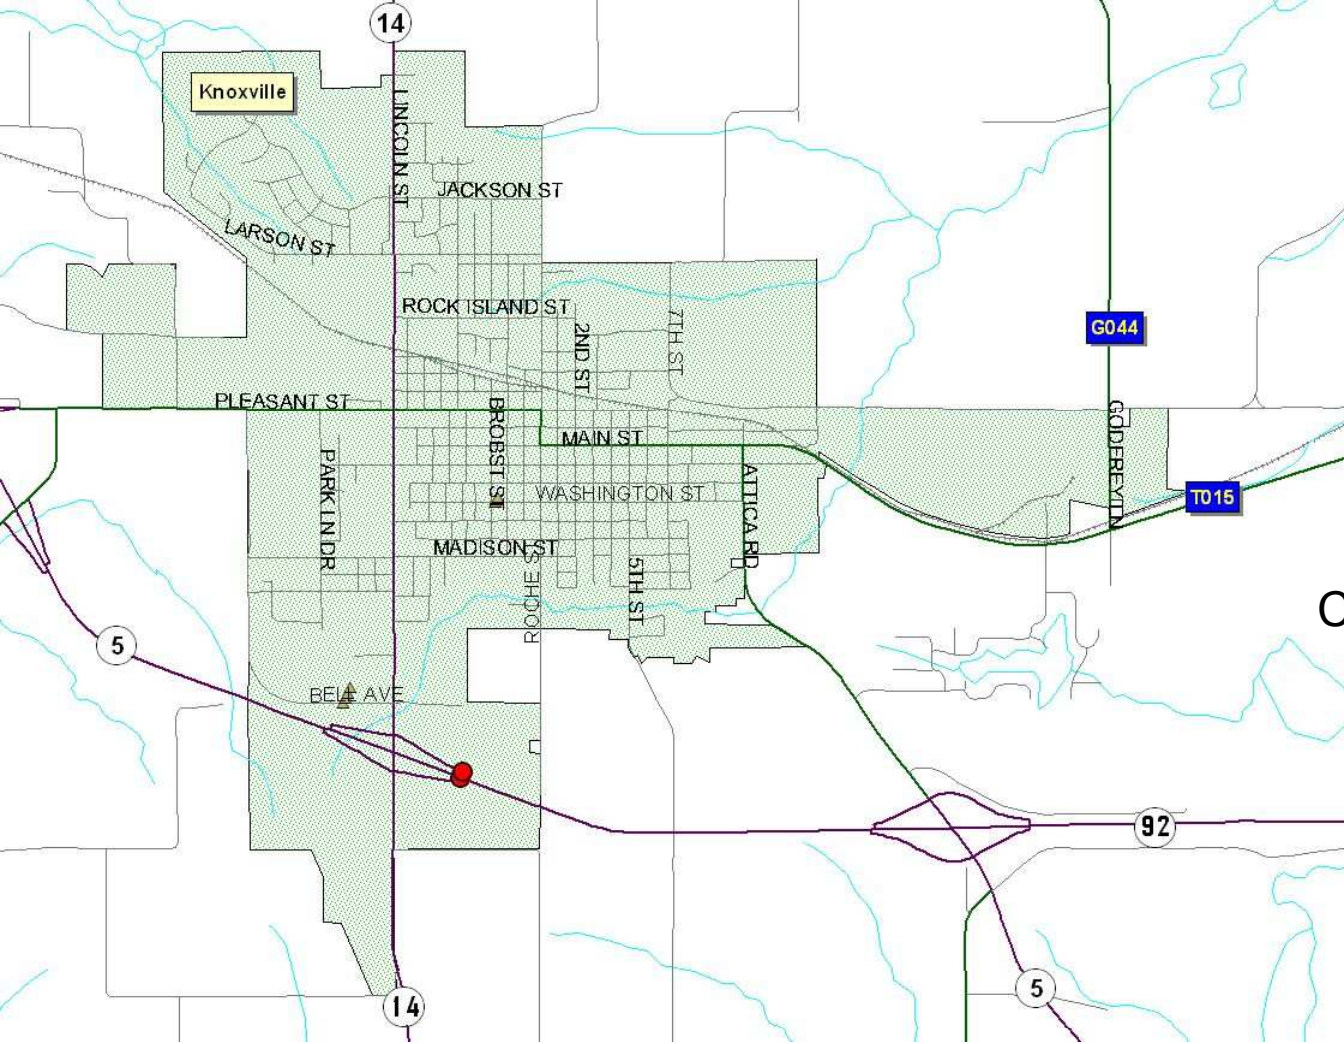 14
Knoxville
LINCOLN ST
JACKSON ST
LARSON ST
ROCK ISLAND ST
G044
2ND ST
7TH ST
PLEASANT ST
BROBST ST
MAIN ST
GODFREY LN
PARK LN DR
WASHINGTON ST
ATTICA RD
T015
MADISON ST
ROCHE S
5TH ST
C
5
BELL AVE
92
5
14